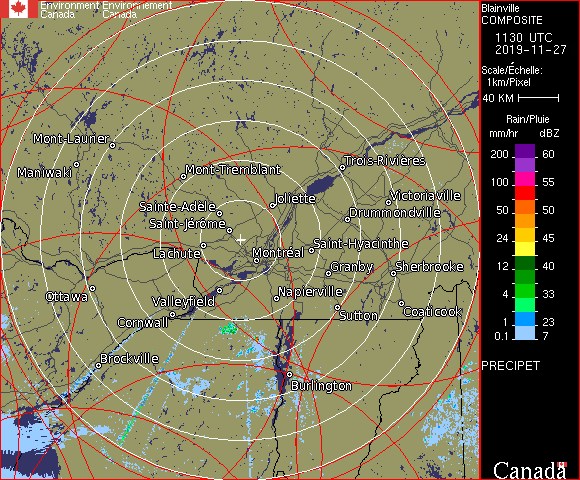 Environment Environnement
Canada Canada
Blainville
COMPOSITE
1130 UTC
2019-11-27
Scale/Échelle:
1km/Pixel
40 KM
Rain/Pluie
mm/hr dBZ
200 60
100 55
50 50
24 45
12 40
4 33
1 23
0.1 7
PRECIPET
Canada
Mont-Laurier
Maniwaki
Mont-Tremblant
Trois-Rivières
Joliette
Victoriaville
Sainte-Adèle
Drummondville
Saint-Jérôme
Lachute
Montréal
Saint-Hyacinthe
Granby
Sherbrooke
Ottawa
Valleyfield
Napierville
Cornwall
Sutton
Coaticook
Brockville
Burlington